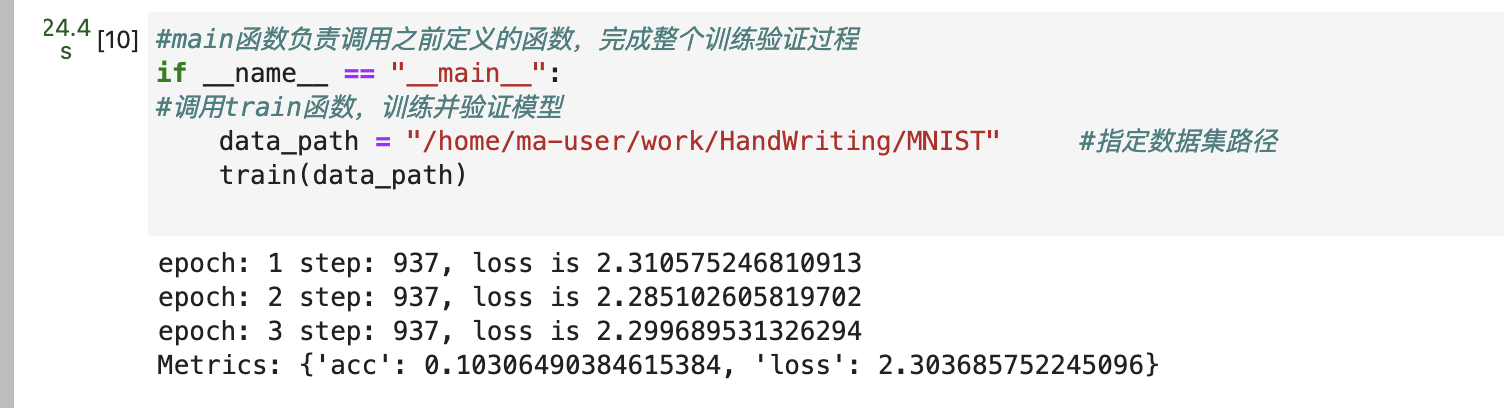 24.4
s
[10]
#main函数负责调用之前定义的函数，完成整个训练验证过程
if __name__ == "__main__":
#调用train函数，训练并验证模型
    data_path = "/home/ma-user/work/HandWriting/MNIST"     #指定数据集路径
    train(data_path)
epoch: 1 step: 937, loss is 2.310575246810913
epoch: 2 step: 937, loss is 2.285102605819702
epoch: 3 step: 937, loss is 2.299689531326294
Metrics: {'acc': 0.10306490384615384, 'loss': 2.303685752245096}